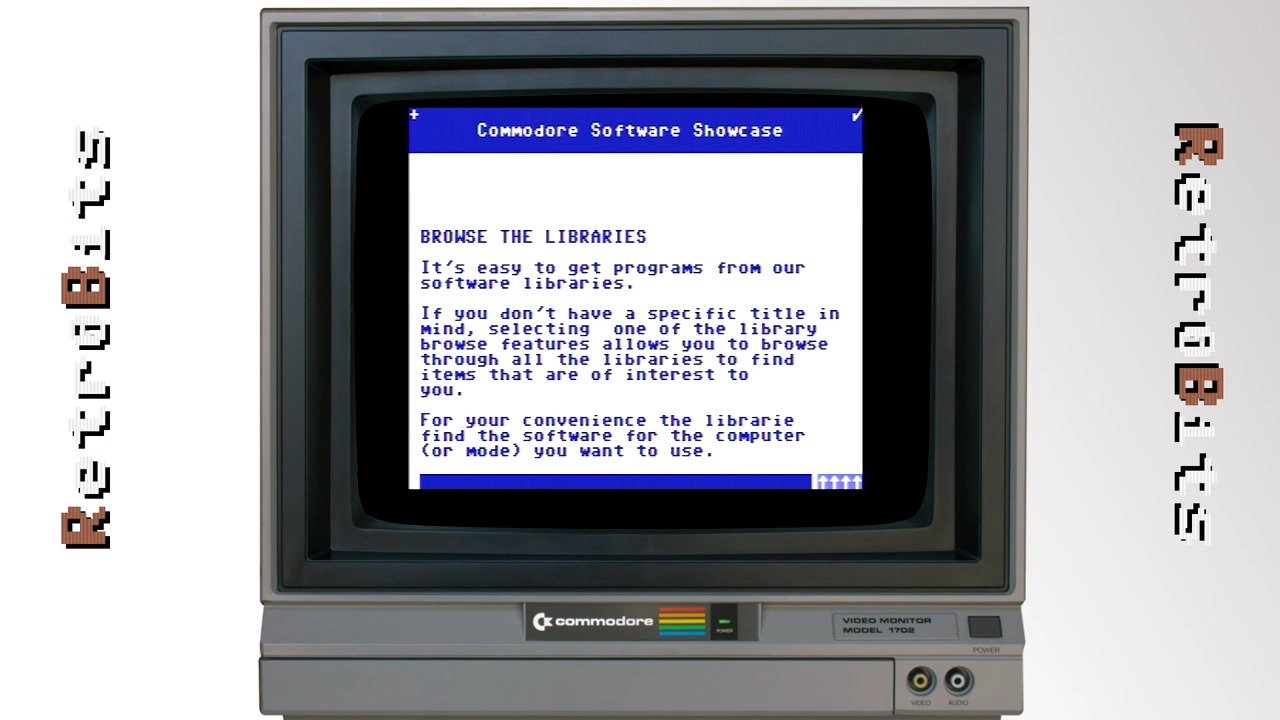 RetroBits
Commodore Software Showcase
BROWSE THE LIBRARIES
It's easy to get programs from our
software libraries.
If you don't have a specific title in
mind, selecting  one of the library
browse features allows you to browse
through all the libraries to find
items that are of interest to
you.
For your convenience the librarie
find the software for the computer
(or mode) you want to use.
commodore
POWER
VIDEO MONITOR
MODEL 1702
POWER
VIDEO
AUDIO
RetroBits